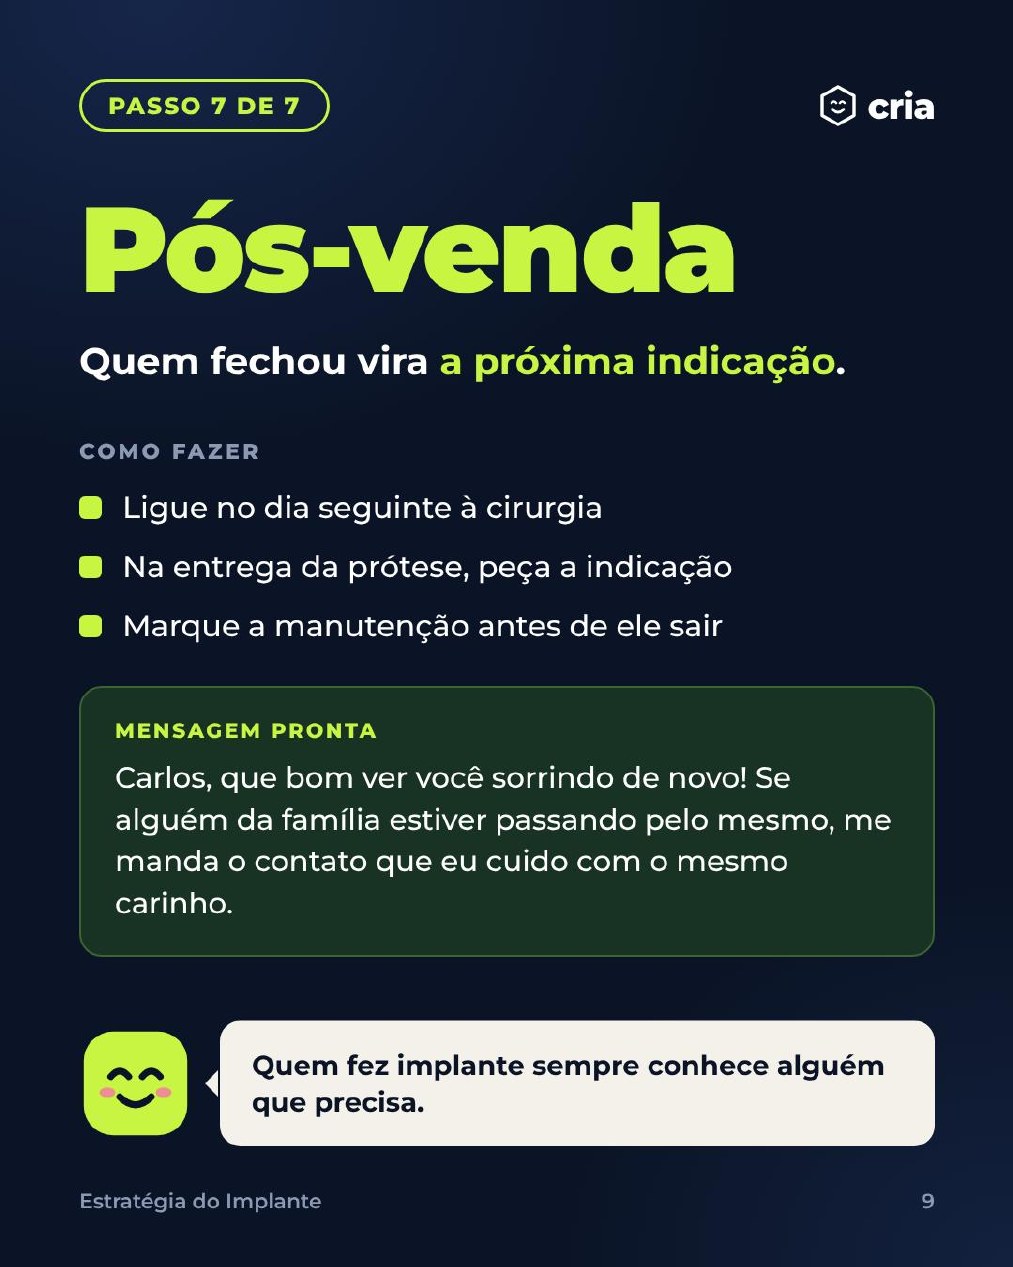 PASSO 7 DE 7
cria
Pós-venda
Quem fechou vira a próxima indicação.
COMO FAZER
Ligue no dia seguinte à cirurgia
Na entrega da prótese, peça a indicação
Marque a manutenção antes de ele sair
MENSAGEM PRONTA
Carlos, que bom ver você sorrindo de novo! Se
alguém da família estiver passando pelo mesmo, me
manda o contato que eu cuido com o mesmo
carinho.
Quem fez implante sempre conhece alguém
que precisa.
Estratégia do Implante
9